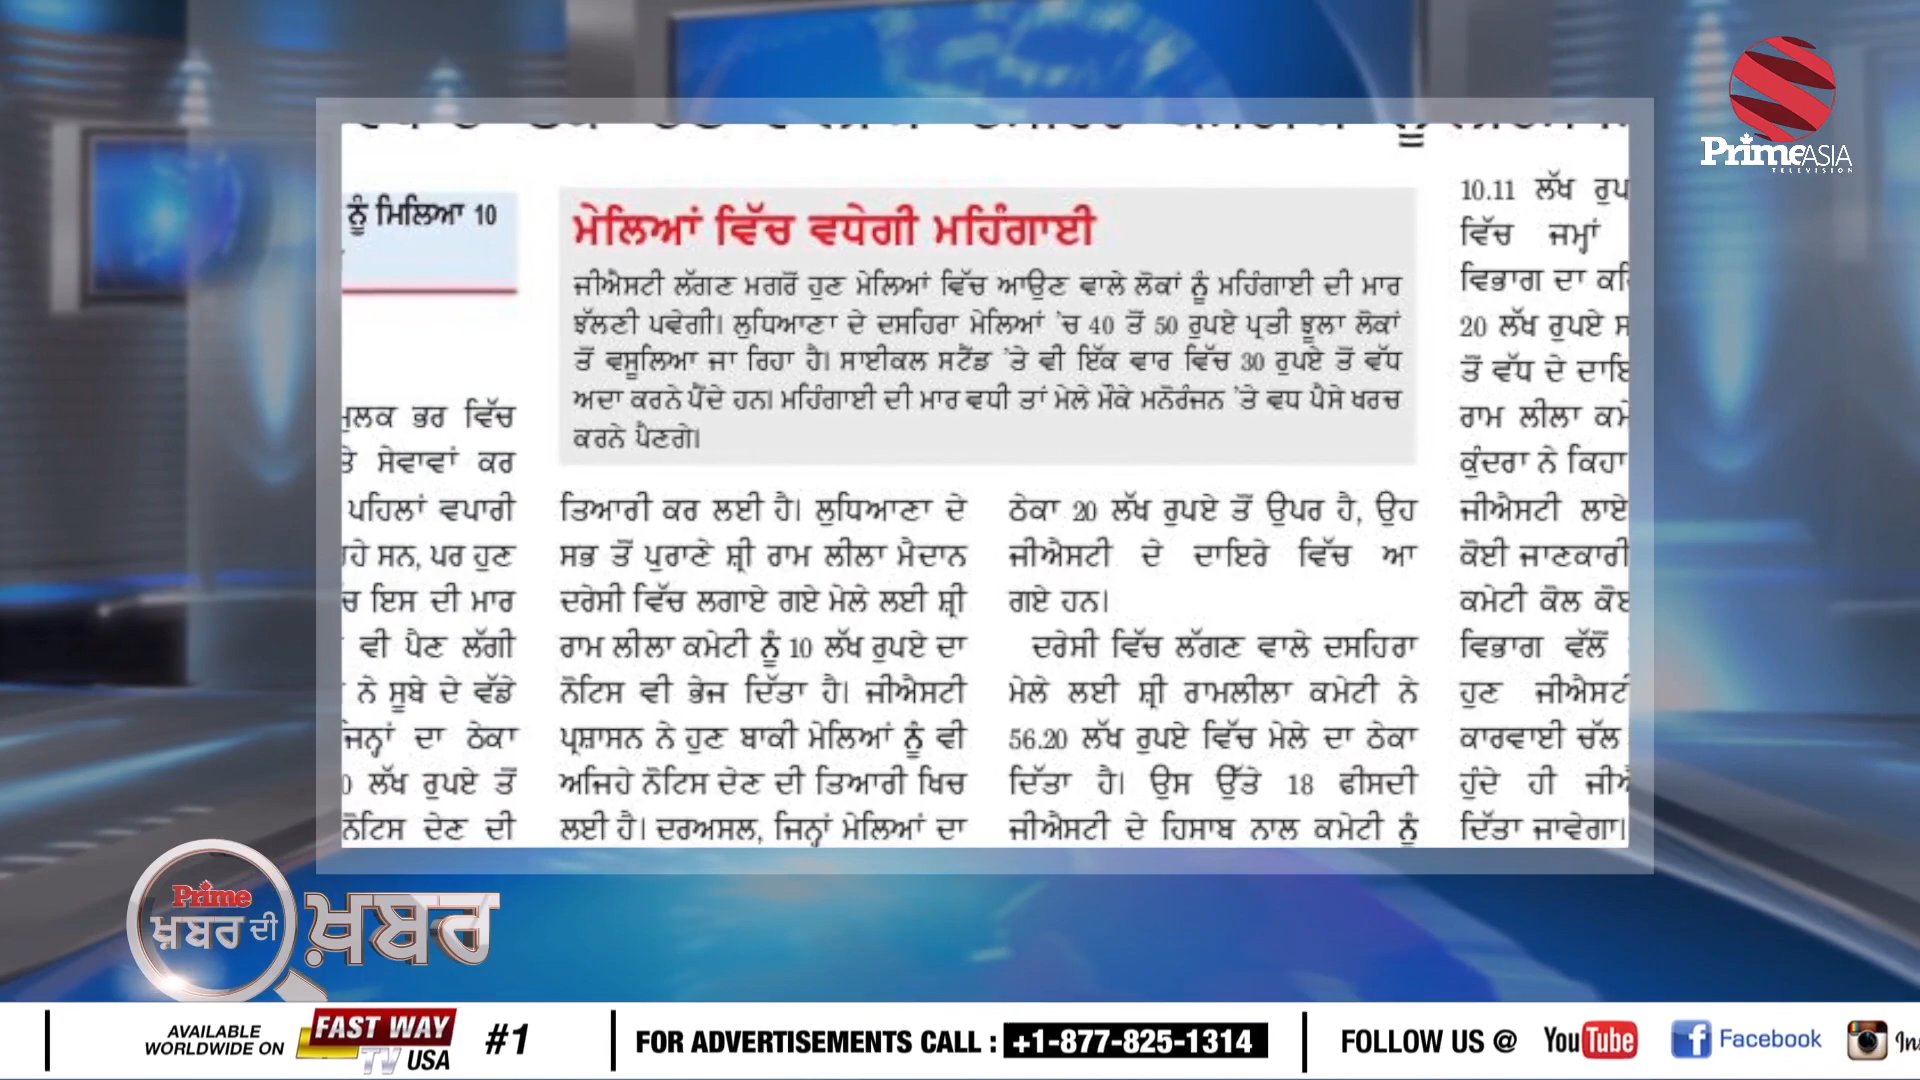 Prime ASIA
TELEVISION
ਨੂੰ ਮਿਲਿਆ 10
ਮੁਲਕ ਭਰ ਵਿੱਚ
ਤੇ ਸੇਵਾਵਾਂ ਕਰ
ਪਹਿਲਾਂ ਵਪਾਰੀ
ਰਹੇ ਸਨ, ਪਰ ਹੁਣ
ਇਸ ਦੀ ਮਾਰ
ਵੀ ਪੈਣ ਲੱਗੀ
ਨੇ ਸੂਬੇ ਦੇ ਵੱਡੇ
ਜਿਨ੍ਹਾਂ ਦਾ ਠੇਕਾ
ਲੱਖ ਰੁਪਏ ਤੋਂ
ਨੋਟਿਸ ਦੇਣ ਦੀ
ਮੇਲਿਆਂ ਵਿੱਚ ਵਧੇਗੀ ਮਹਿੰਗਾਈ
ਜੀਐਸਟੀ ਲੱਗਣ ਮਗਰੋਂ ਹੁਣ ਮੇਲਿਆਂ ਵਿੱਚ ਆਉਣ ਵਾਲੇ ਲੋਕਾਂ ਨੂੰ ਮਹਿੰਗਾਈ ਦੀ ਮਾਰ
ਝੱਲਣੀ ਪਵੇਗੀ। ਲੁਧਿਆਣਾ ਦੇ ਦਸਹਿਰਾ ਮੇਲਿਆਂ 'ਚ 40 ਤੋਂ 50 ਰੁਪਏ ਪ੍ਰਤੀ ਝੂਲਾ ਲੋਕਾਂ
ਤੋਂ ਵਸੂਲਿਆ ਜਾ ਰਿਹਾ ਹੈ। ਸਾਈਕਲ ਸਟੈਂਡ 'ਤੇ ਵੀ ਇੱਕ ਵਾਰ ਵਿੱਚ 30 ਰੁਪਏ ਤੋਂ ਵੱਧ
ਅਦਾ ਕਰਨੇ ਪੈਂਦੇ ਹਨ। ਮਹਿੰਗਾਈ ਦੀ ਮਾਰ ਵਧੀ ਤਾਂ ਮੇਲੇ ਮੌਕੇ ਮਨੋਰੰਜਨ 'ਤੇ ਵਧ ਪੈਸੇ ਖਰਚ
ਕਰਨੇ ਪੈਣਗੇ।
ਤਿਆਰੀ ਕਰ ਲਈ ਹੈ। ਲੁਧਿਆਣਾ ਦੇ
ਸਭ ਤੋਂ ਪੁਰਾਣੇ ਸ਼੍ਰੀ ਰਾਮ ਲੀਲਾ ਮੈਦਾਨ
ਦਰੇਸੀ ਵਿੱਚ ਲਗਾਏ ਗਏ ਮੇਲੇ ਲਈ ਸ਼੍ਰੀ
ਰਾਮ ਲੀਲਾ ਕਮੇਟੀ ਨੂੰ 10 ਲੱਖ ਰੁਪਏ ਦਾ
ਨੋਟਿਸ ਵੀ ਭੇਜ ਦਿੱਤਾ ਹੈ। ਜੀਐਸਟੀ
ਪ੍ਰਸ਼ਾਸਨ ਨੇ ਹੁਣ ਬਾਕੀ ਮੇਲਿਆਂ ਨੂੰ ਵੀ
ਅਜਿਹੇ ਨੋਟਿਸ ਦੇਣ ਦੀ ਤਿਆਰੀ ਖਿਚ
ਲਈ ਹੈ। ਦਰਅਸਲ, ਜਿਨ੍ਹਾਂ ਮੇਲਿਆਂ ਦਾ
ਠੇਕਾ 20 ਲੱਖ ਰੁਪਏ ਤੋਂ ਉਪਰ ਹੈ, ਉਹ
ਜੀਐਸਟੀ ਦੇ ਦਾਇਰੇ ਵਿੱਚ ਆ
ਗਏ ਹਨ।
ਦਰੇਸੀ ਵਿੱਚ ਲੱਗਣ ਵਾਲੇ ਦਸਹਿਰਾ
ਮੇਲੇ ਲਈ ਸ਼੍ਰੀ ਰਾਮਲੀਲਾ ਕਮੇਟੀ ਨੇ
56.20 ਲੱਖ ਰੁਪਏ ਵਿੱਚ ਮੇਲੇ ਦਾ ਠੇਕਾ
ਦਿੱਤਾ ਹੈ। ਉਸ ਉੱਤੇ 18 ਫੀਸਦੀ
ਜੀਐਸਟੀ ਦੇ ਹਿਸਾਬ ਨਾਲ ਕਮੇਟੀ ਨੂੰ
10.11 ਲੱਖ ਰੁਪ
ਵਿੱਚ ਜਮ੍ਹਾਂ
ਵਿਭਾਗ ਦਾ ਕਹਿ
20 ਲੱਖ ਰੁਪਏ ਸ
ਤੋਂ ਵੱਧ ਦੇ ਦਾਇ
ਰਾਮ ਲੀਲਾ ਕਮੇ
ਕੁੰਦਰਾ ਨੇ ਕਿਹਾ
ਜੀਐਸਟੀ ਲਾਏ
ਕੋਈ ਜਾਣਕਾਰੀ
ਕਮੇਟੀ ਕੋਲ ਕੋਈ
ਵਿਭਾਗ ਵੱਲੋਂ
ਹੁਣ ਜੀਐਸਟੀ
ਕਾਰਵਾਈ ਚੱਲ
ਹੁੰਦੇ ਹੀ ਜੀਐ
ਦਿੱਤਾ ਜਾਵੇਗਾ।
Prime
ਖ਼ਬਰ ਦੀ ਖ਼ਬਰ
AVAILABLE WORLDWIDE ON FAST WAY TV USA #1
FOR ADVERTISEMENTS CALL : +1-877-825-1314
FOLLOW US @ YouTube Facebook Ins